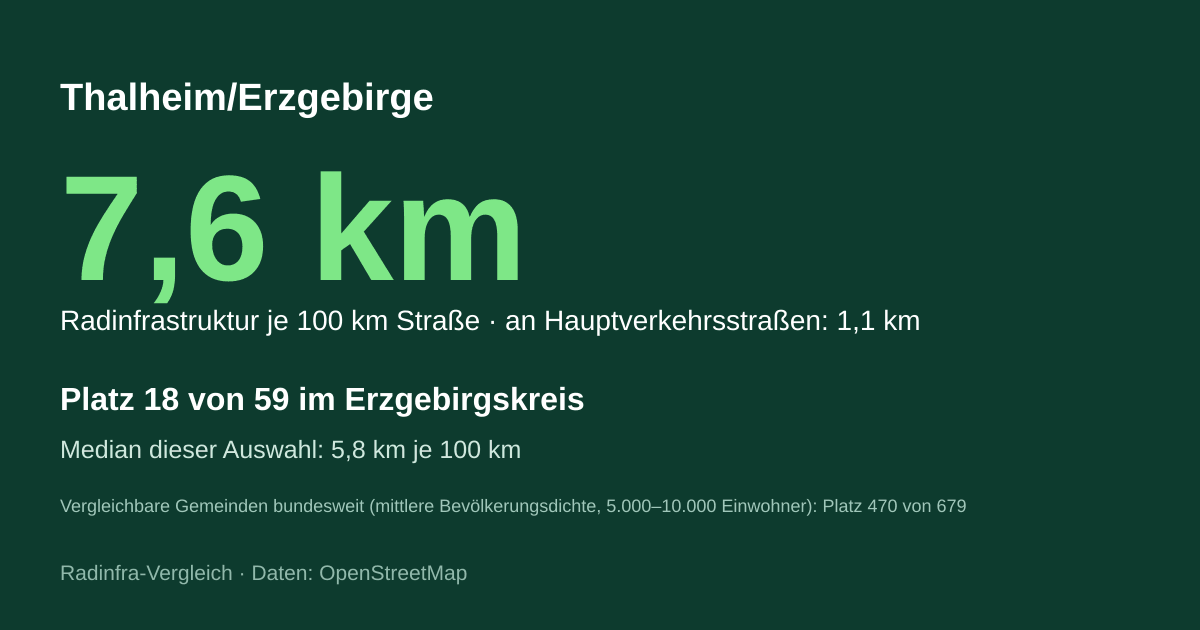 Thalheim/Erzgebirge
7,6 km
Radinfrastruktur je 100 km Straße · an Hauptverkehrsstraßen: 1,1 km
Platz 18 von 59 im Erzgebirgskreis
Median dieser Auswahl: 5,8 km je 100 km
Vergleichbare Gemeinden bundesweit (mittlere Bevölkerungsdichte, 5.000–10.000 Einwohner): Platz 470 von 679
Radinfra-Vergleich · Daten: OpenStreetMap